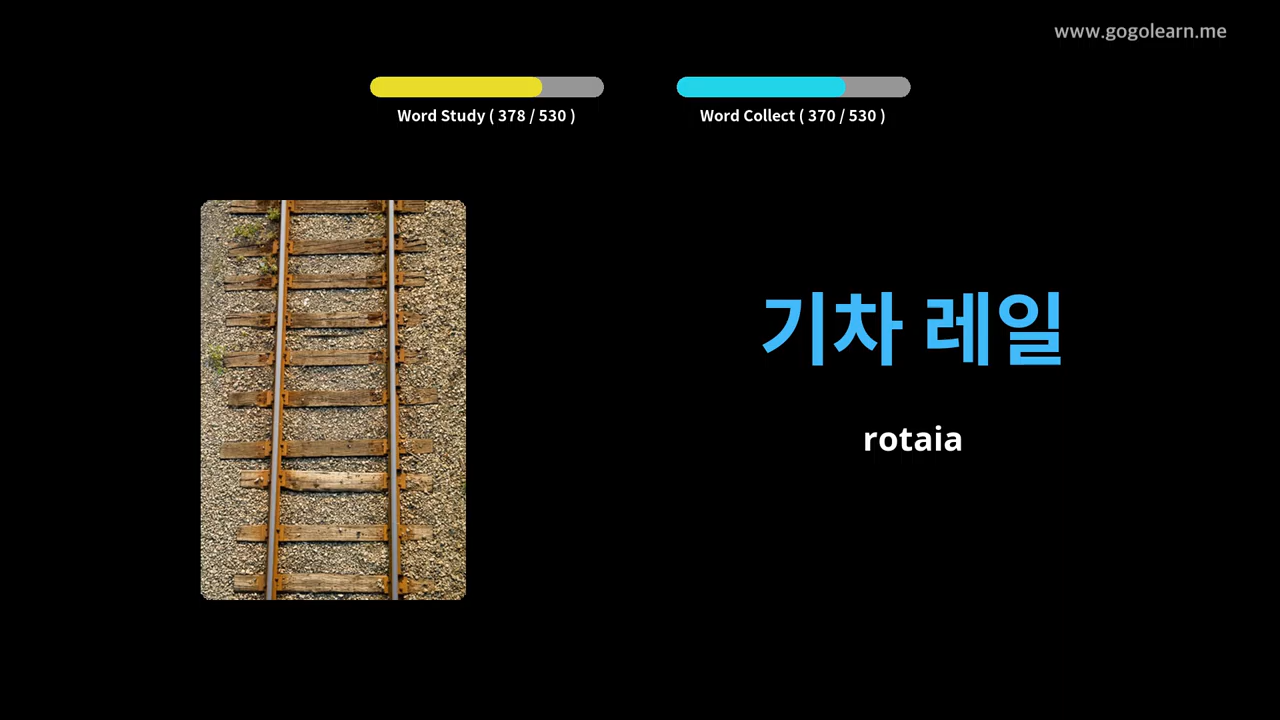 www.gogolearn.me
Word Study ( 378 / 530 )
Word Collect ( 370 / 530 )
기차 레일
rotaia